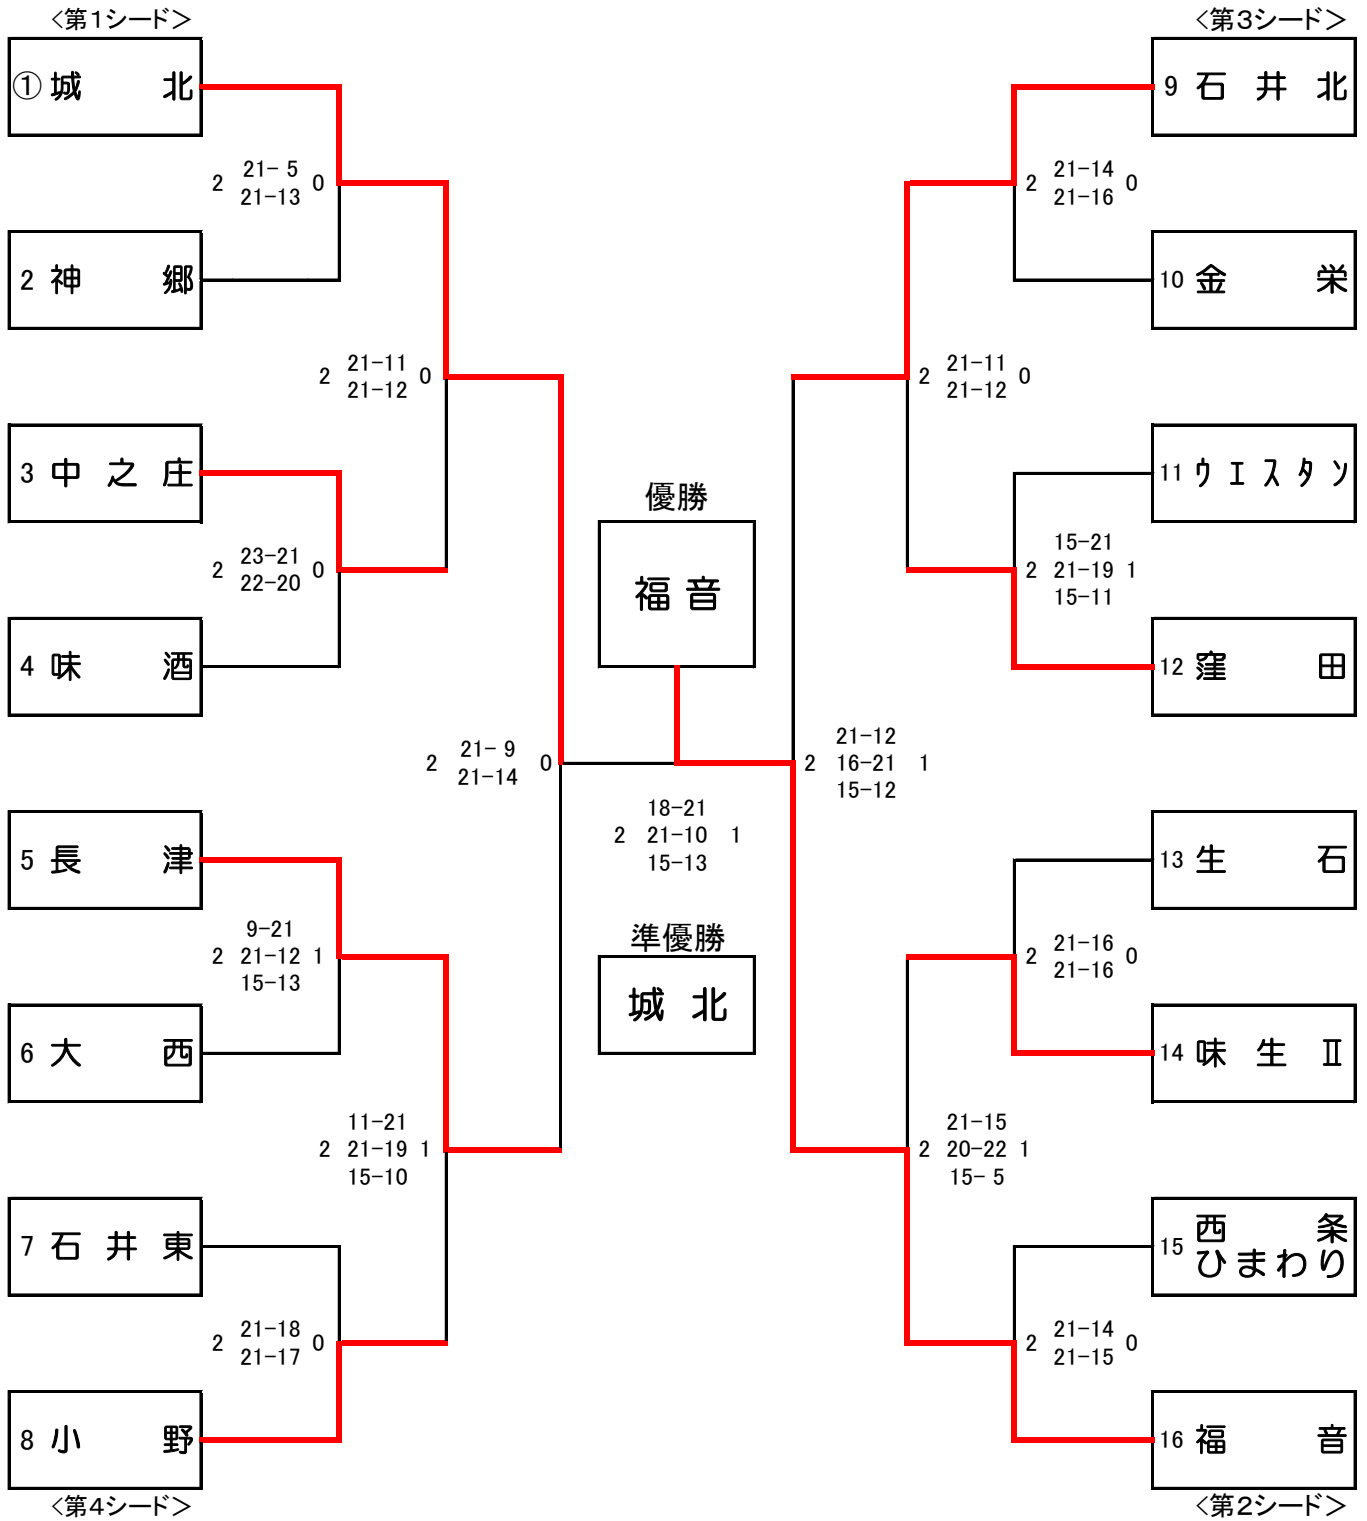 <第1シード>
① 城 北
21- 5
2 0
21-13
2 神 郷
2 21-11 0
21-12
3 中 之 庄
2 23-21 0
22-20
4 味 酒
2 21- 9 0
21-14
5 長 津
9-21
2 21-12 1
15-13
6 大 西
11-21
2 21-19 1
15-10
7 石 井 東
2 21-18 0
21-17
8 小 野
<第4シード>
優勝
福 音
18-21
2 21-10 1
15-13
準優勝
城 北
<第3シード>
9 石 井 北
2 21-14 0
21-16
10 金 栄
2 21-11 0
21-12
11 ウエスタン
15-21
2 21-19 1
15-11
12 窪 田
21-12
2 16-21 1
15-12
13 生 石
2 21-16 0
21-16
14 味 生 Ⅱ
21-15
2 20-22 1
15- 5
15 西 条
ひまわり
2 21-14 0
21-15
16 福 音
<第2シード>